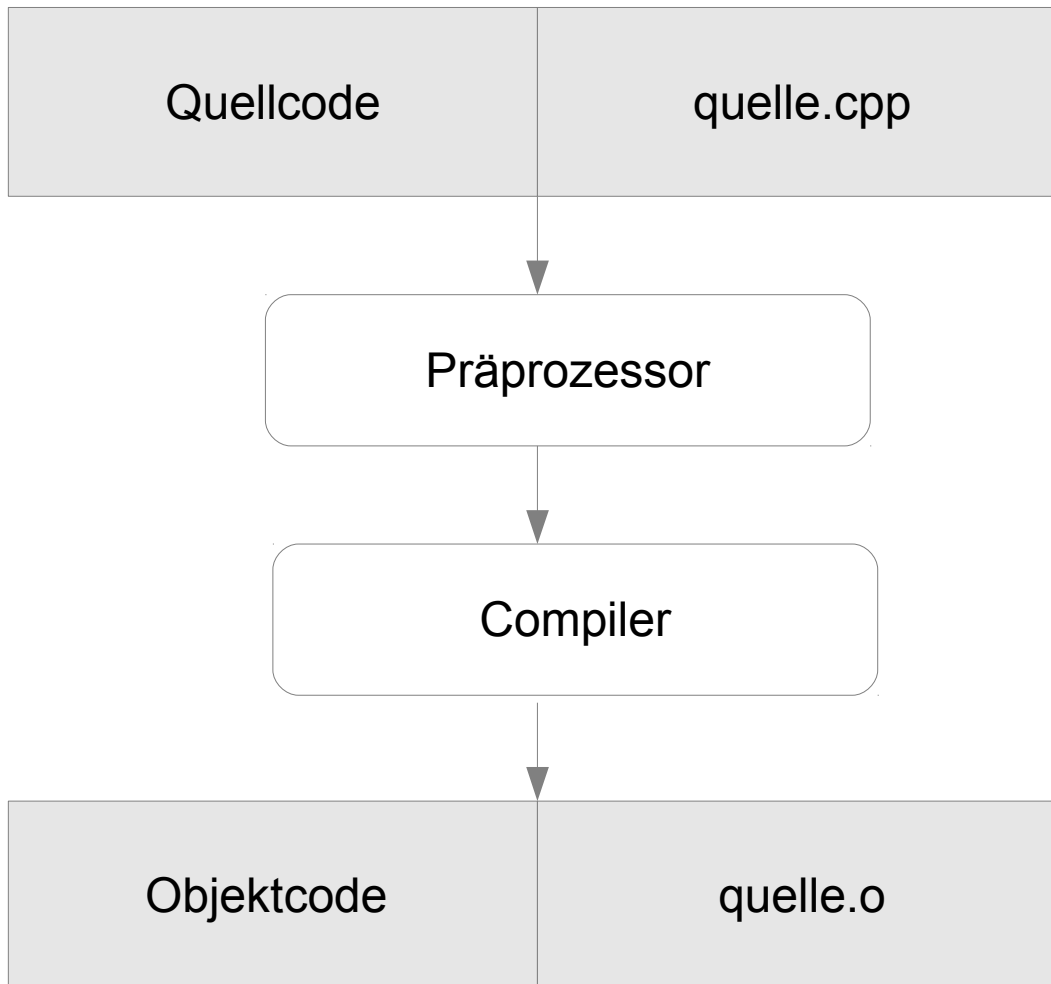 Quellcode
quelle.cpp
Präprozessor
Compiler
Objektcode
quelle.o